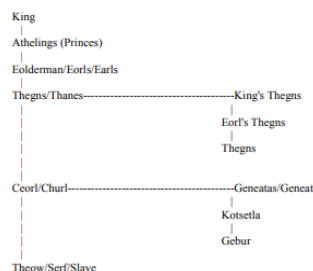 King
Athelings (Princes)
Eolderman/Eorls/Earls
Thegns/Thanes----------------------------------------King's Thegns
Eorl's Thegns
Thegns
Ceorl/Churl--------------------------------------------Geneatas/Geneat
Kotsetla
Gebur
Theow/Serf/Slave